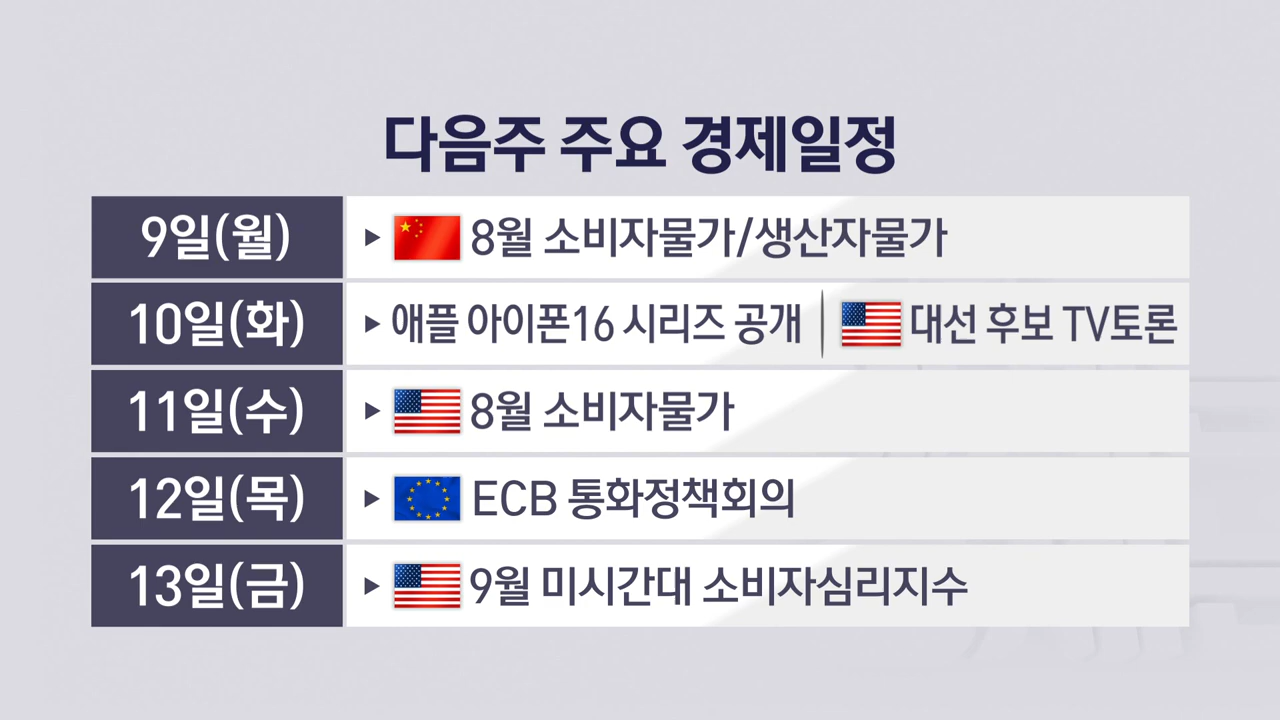 다음주 주요 경제일정
9일(월) ▶ 8월 소비자물가/생산자물가
10일(화) ▶ 애플 아이폰16 시리즈 공개 | 대선 후보 TV토론
11일(수) ▶ 8월 소비자물가
12일(목) ▶ ECB 통화정책회의
13일(금) ▶ 9월 미시간대 소비자심리지수